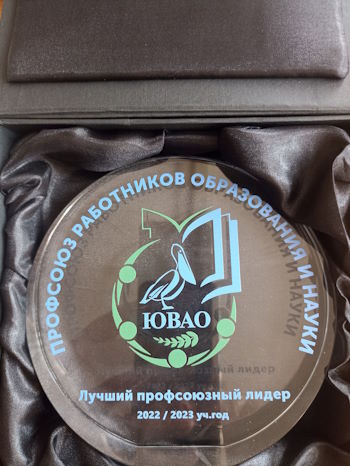 ПРОФСОЮЗ РАБОТНИКОВ ОБРАЗОВАНИЯ И НАУКИ
ЮВАО
Лучший профсоюзный лидер
2022 / 2023 уч.год